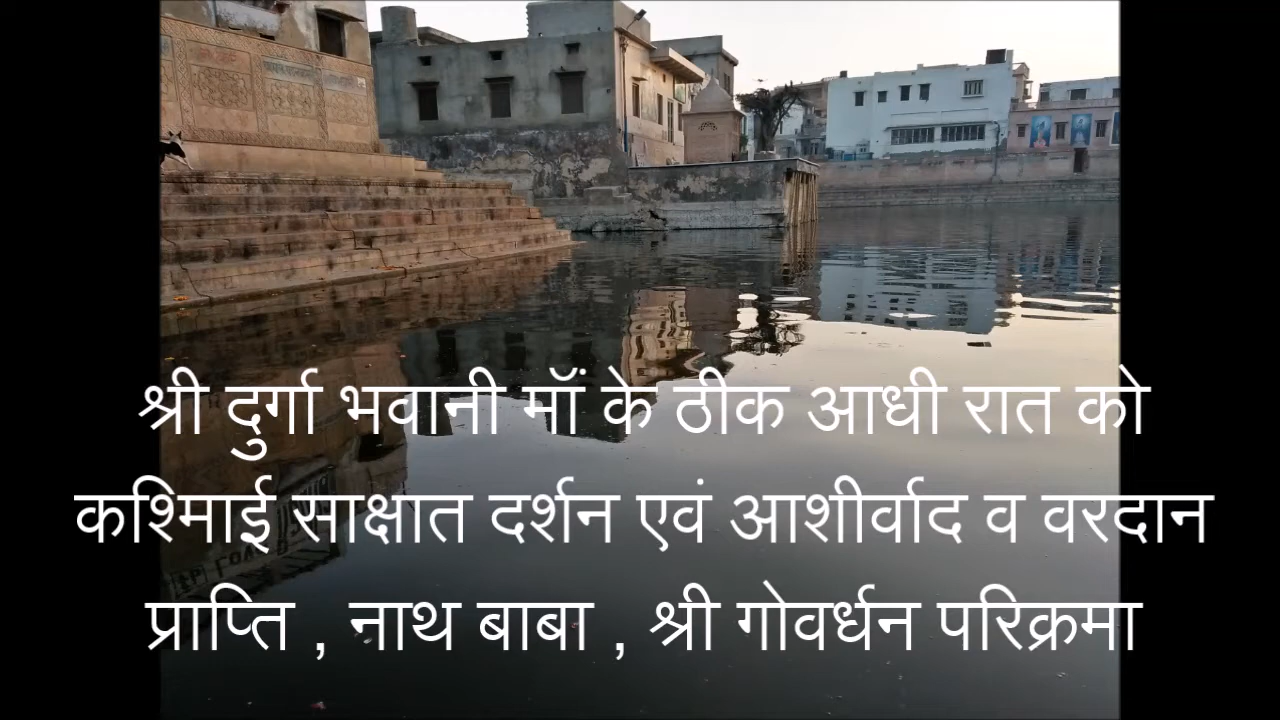 श्री दुर्गा भवानी मॉं के ठीक आधी रात को
कश्मिाई साक्षात दर्शन एवं आशीर्वाद व वरदान
प्राप्ति , नाथ बाबा , श्री गोवर्धन परिक्रमा